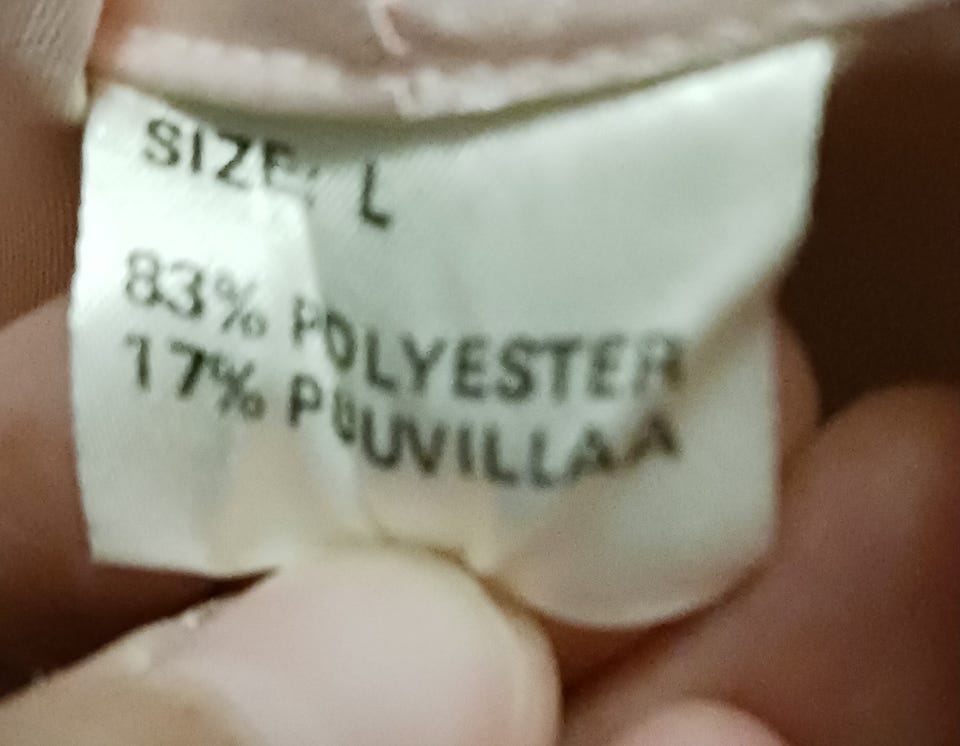 SIZE: L
83% POLYESTER
17% PUUVILLAA